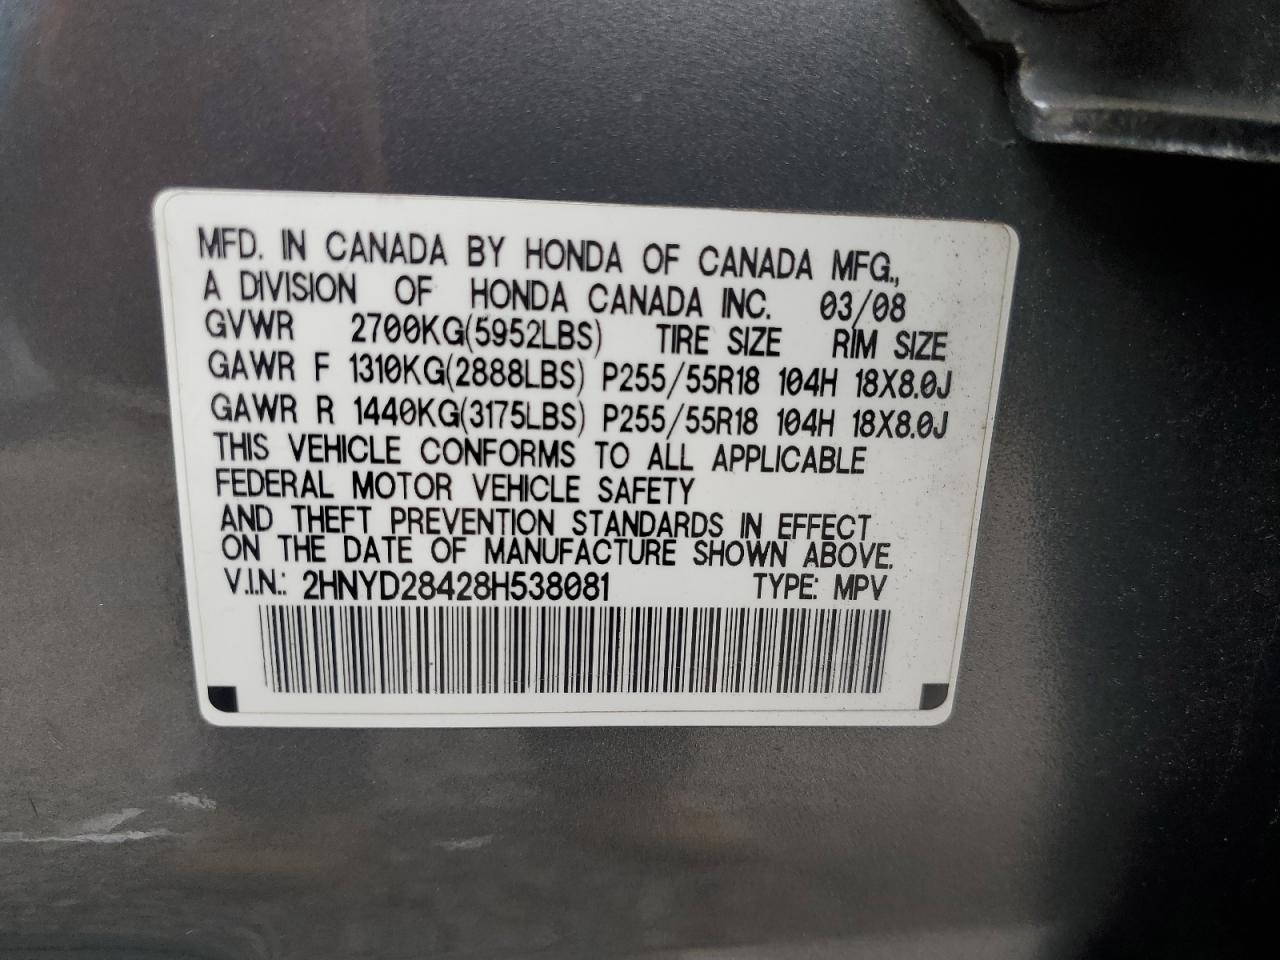 MFD. IN CANADA BY HONDA OF CANADA MFG.,
A DIVISION OF HONDA CANADA INC. 03/08
GVWR 2700KG(5952LBS) TIRE SIZE RIM SIZE
GAWR F 1310KG(2888LBS) P255/55R18 104H 18X8.0J
GAWR R 1440KG(3175LBS) P255/55R18 104H 18X8.0J
THIS VEHICLE CONFORMS TO ALL APPLICABLE
FEDERAL MOTOR VEHICLE SAFETY
AND THEFT PREVENTION STANDARDS IN EFFECT
ON THE DATE OF MANUFACTURE SHOWN ABOVE.
V.I.N.: 2HNYD28428H538081 TYPE: MPV